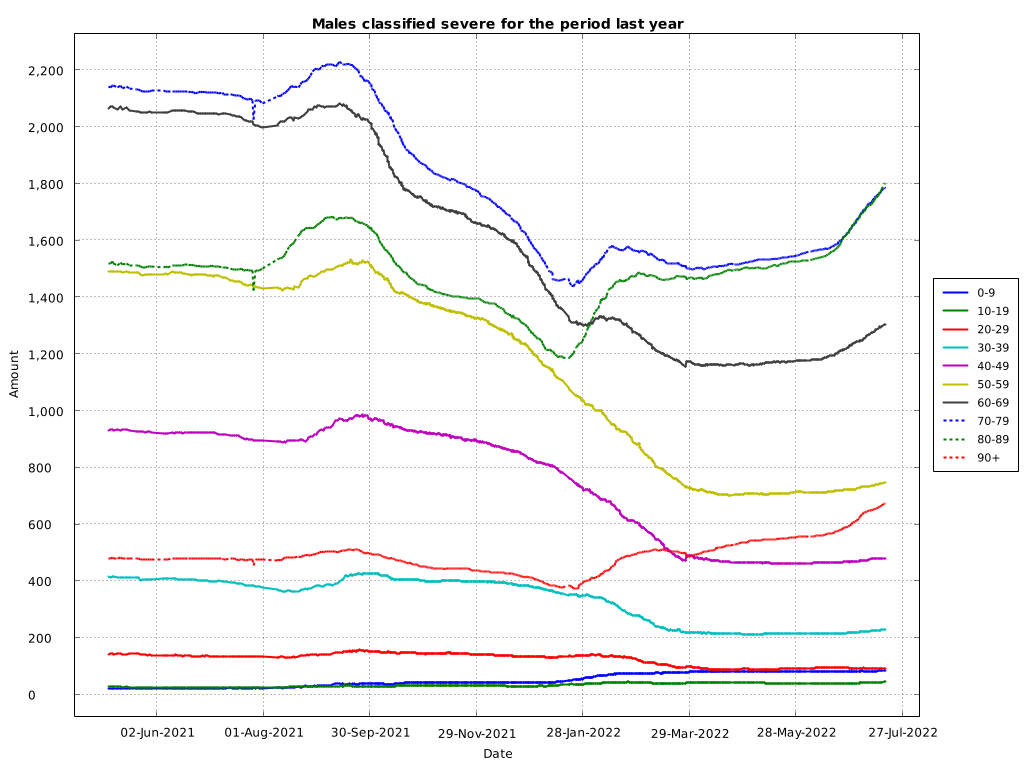 Males classified severe for the period last year
2,200
2,000
1,800
1,600
1,400
1,200
1,000
800
600
400
200
0
Amount
02-Jun-2021
01-Aug-2021
30-Sep-2021
29-Nov-2021
28-Jan-2022
29-Mar-2022
28-May-2022
27-Jul-2022
Date
0-9
10-19
20-29
30-39
40-49
50-59
60-69
70-79
80-89
90+